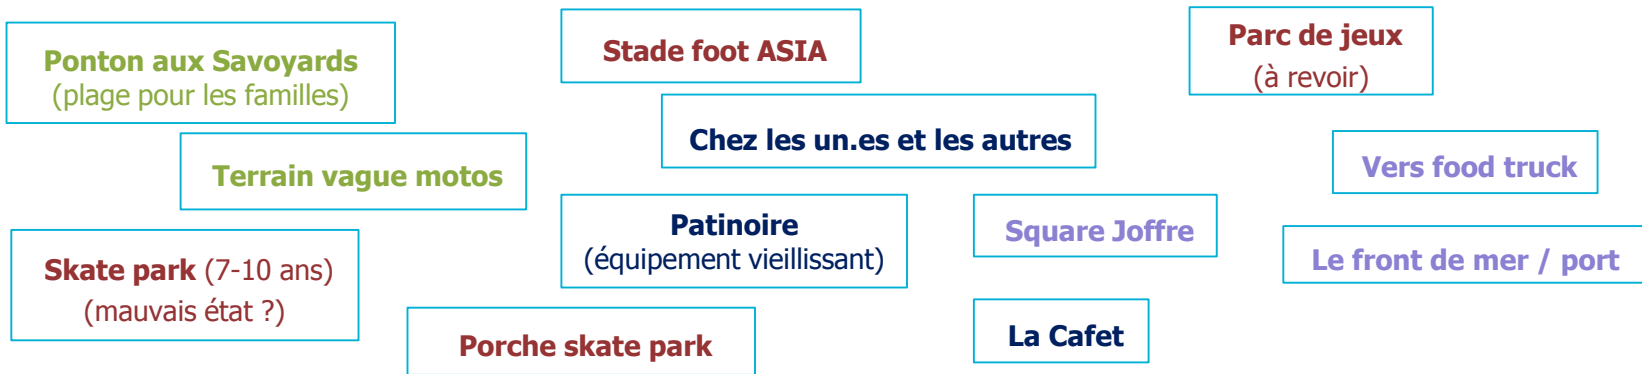 Ponton aux Savoyards
(plage pour les familles)
Stade foot ASIA
Parc de jeux
(à revoir)
Chez les un.es et les autres
Terrain vague motos
Vers food truck
Patinoire
(équipement vieillissant)
Square Joffre
Le front de mer / port
Skate park (7-10 ans)
(mauvais état ?)
Porche skate park
La Cafet